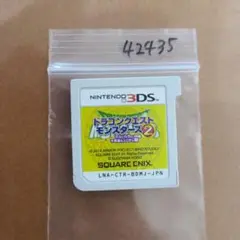 42435
NINTENDO 3DS
ドラゴンクエスト
モンスターズ2
SQUARE ENIX
LNA-CTR-BDMJ-JPN